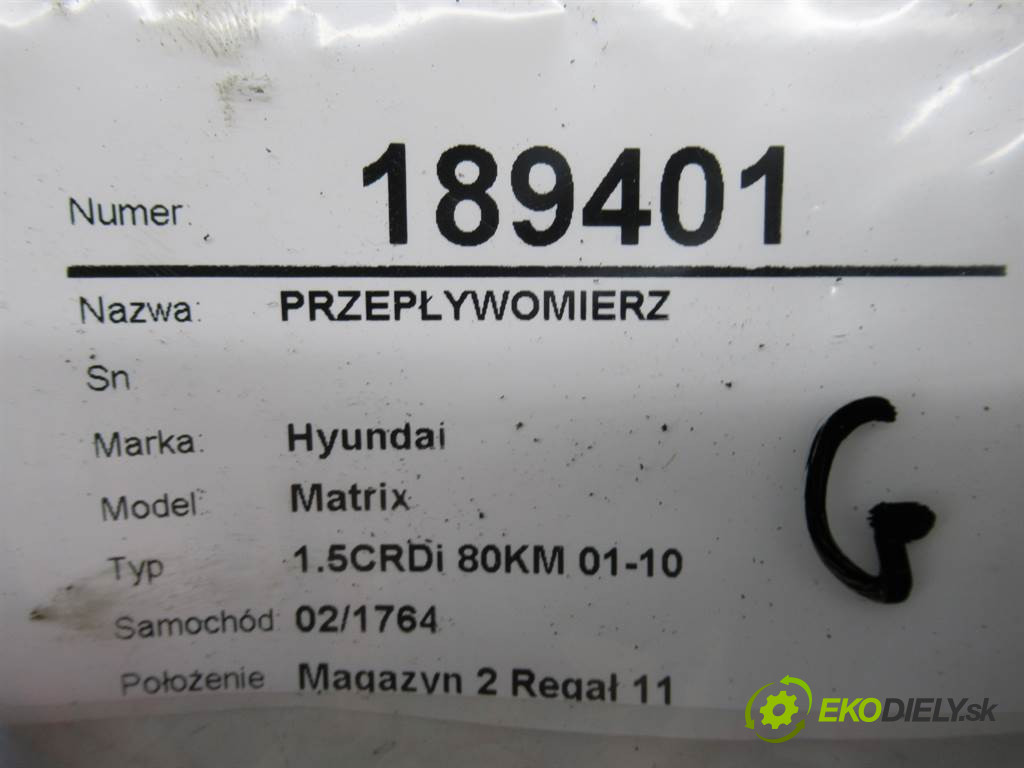 Numer: 189401
Nazwa: PRZEPŁYWOMIERZ
Sn
Marka: Hyundai
Model: Matrix
Typ 1.5CRDi 80KM 01-10
Samochód 02/1764
Położenie Magazyn 2 Regał 11
G
EKODIELY.sk